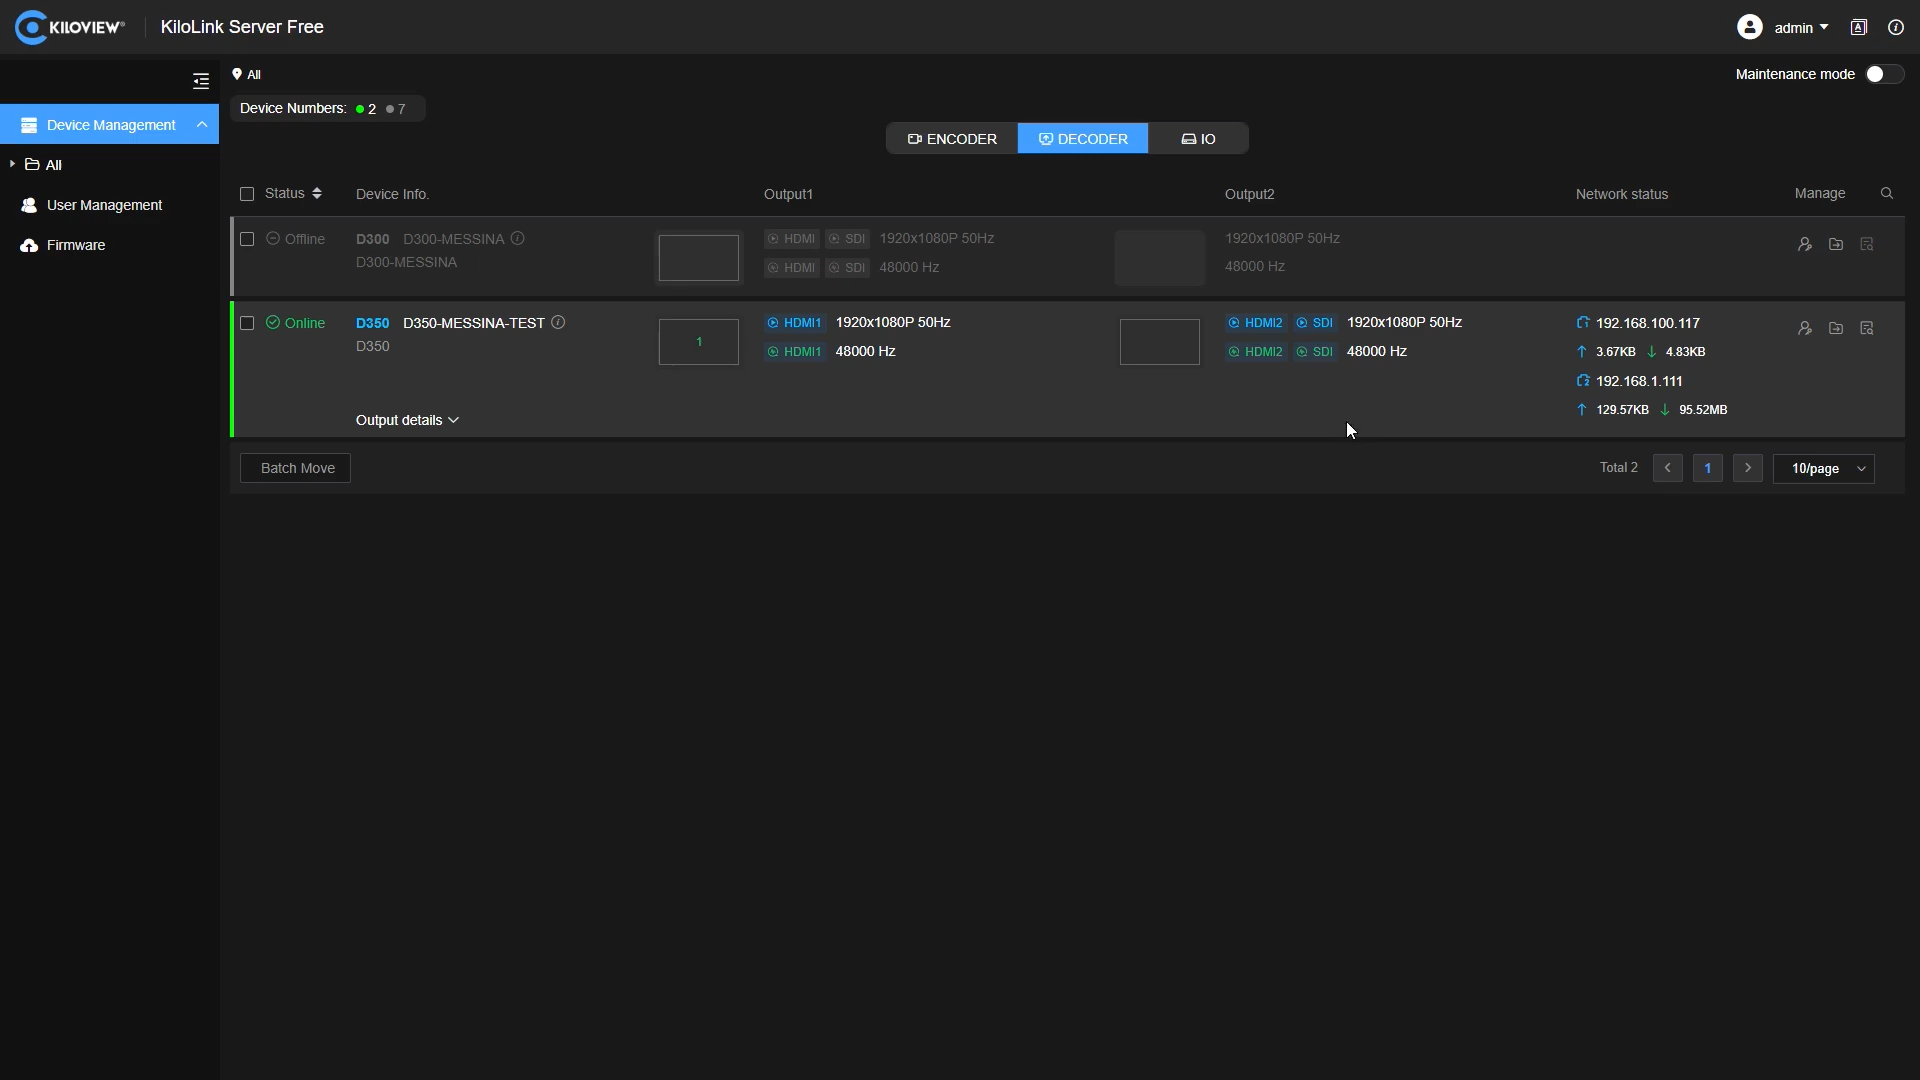 KILOVIEW®
KiloLink Server Free
admin
All
Maintenance mode
Device Numbers: 2 7
Device Management
ENCODER
DECODER
IO
All
Status
Device Info.
Output1
Output2
Network status
Manage
User Management
Firmware
Offline
D300 D300-MESSINA
D300-MESSINA
HDMI SDI 1920x1080P 50Hz
HDMI SDI 48000 Hz
1920x1080P 50Hz
48000 Hz
Online
D350 D350-MESSINA-TEST
D350
1
HDMI1 1920x1080P 50Hz
HDMI1 48000 Hz
HDMI2 SDI 1920x1080P 50Hz
HDMI2 SDI 48000 Hz
1 192.168.100.117
3.67KB 4.83KB
2 192.168.1.111
129.57KB 95.52MB
Output details
Batch Move
Total 2
1
10/page